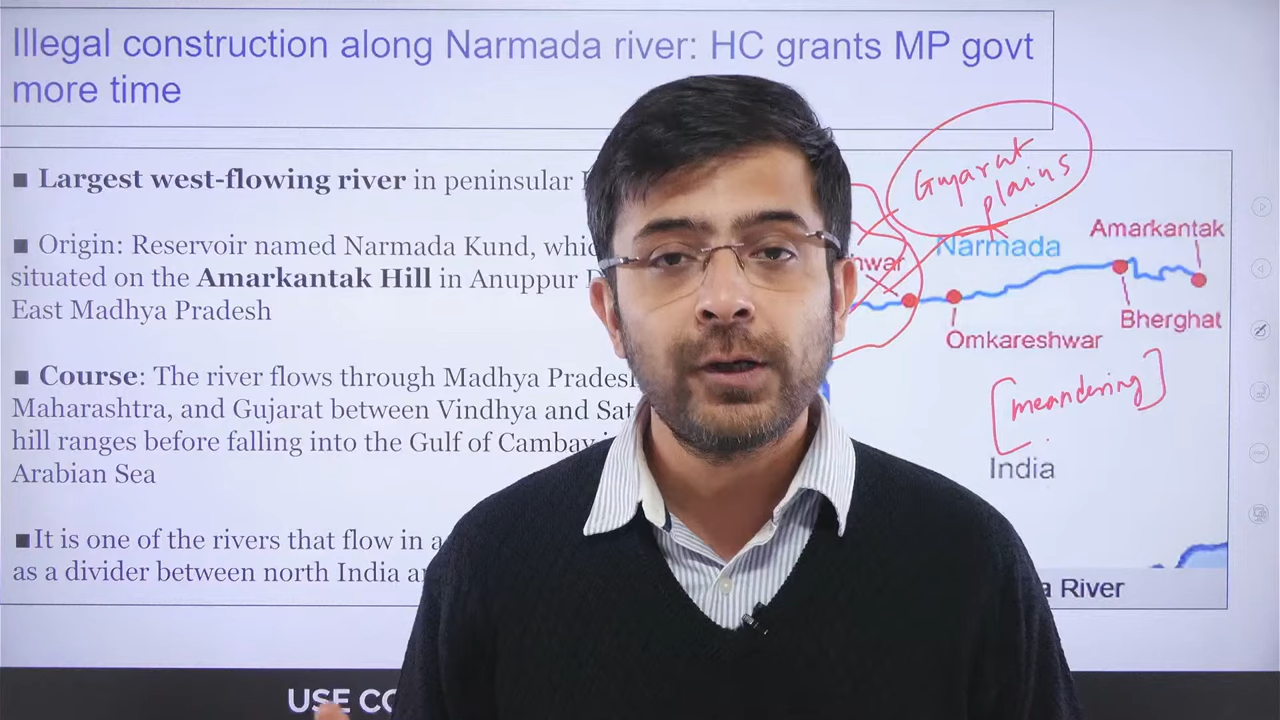 Illegal construction along Narmada river: HC grants MP govt
more time
■ Largest west-flowing river in peninsular
■ Origin: Reservoir named Narmada Kund,
situated on the Amarkantak Hill in Anuppur
East Madhya Pradesh
■ Course: The river flows through Madhya
Maharashtra, and Gujarat between Vindhya and
hill ranges before falling into the Gulf of Cambay
Arabian Sea
■It is one of the rivers that flow in a
as a divider between north India
Gujarat
plains
Narmada
Amarkantak
Omkareshwar
Bherghat
[meandering]
India
River
USE